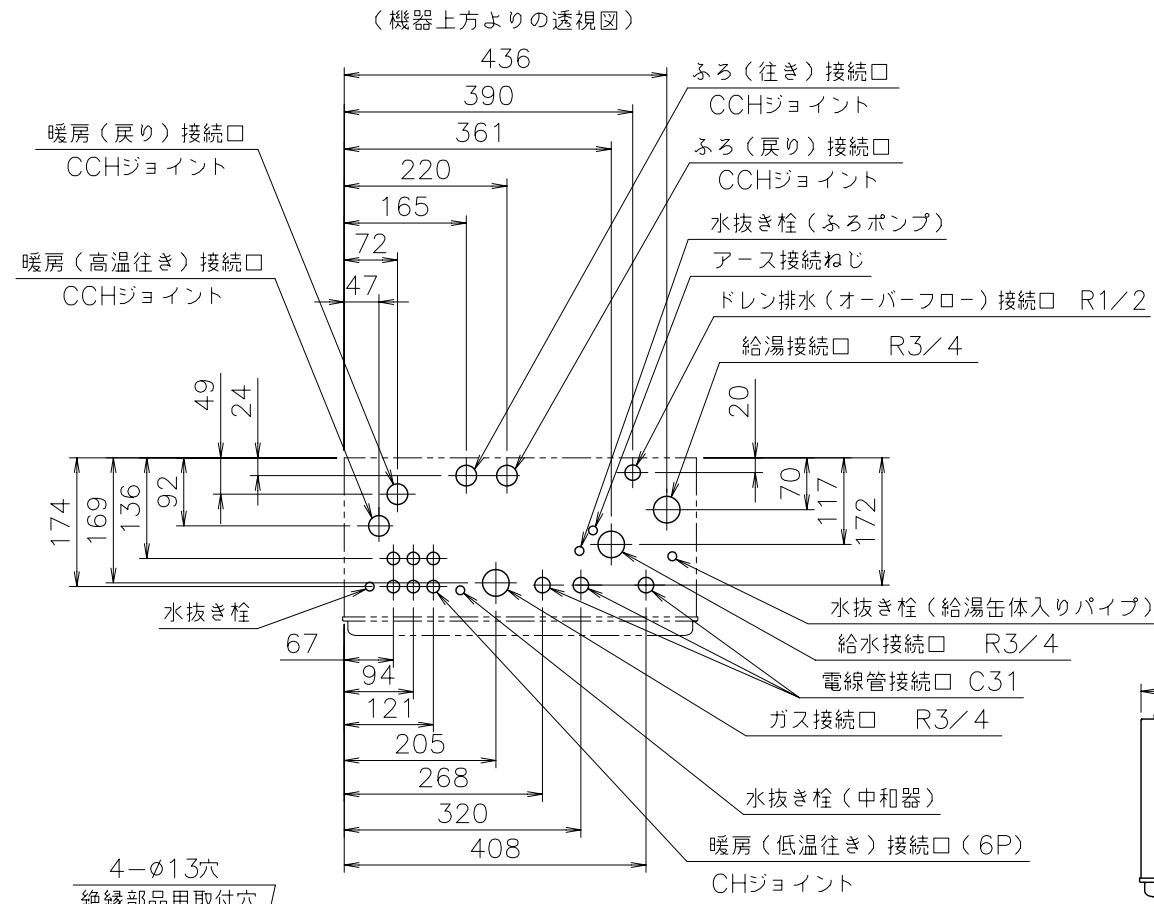 （機器上方よりの透視図）
436
390
361
220
165
72
47
暖房（戻り）接続口
CCHジョイント
暖房（高温往き）接続口
CCHジョイント
ふろ（往き）接続口
CCHジョイント
ふろ（戻り）接続口
CCHジョイント
水抜き栓（ふろポンプ）
アース接続ねじ
ドレン排水（オーバーフロー）接続口 R1/2
給湯接続口 R3/4
49
24
20
174
169
136
92
70
117
172
水抜き栓
水抜き栓（給湯缶体入りパイプ）
給水接続口 R3/4
電線管接続口 C31
ガス接続口 R3/4
67
94
121
205
268
320
408
水抜き栓（中和器）
暖房（低温往き）接続口（6P）
CHジョイント
4-φ13穴
絶縁部品用取付穴